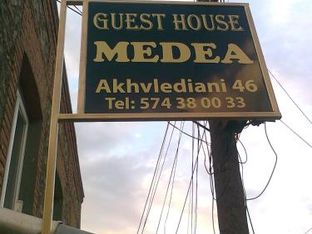 GUEST HOUSE
MEDEA
Akhvlediani 46
Tel: 574 38 00 33